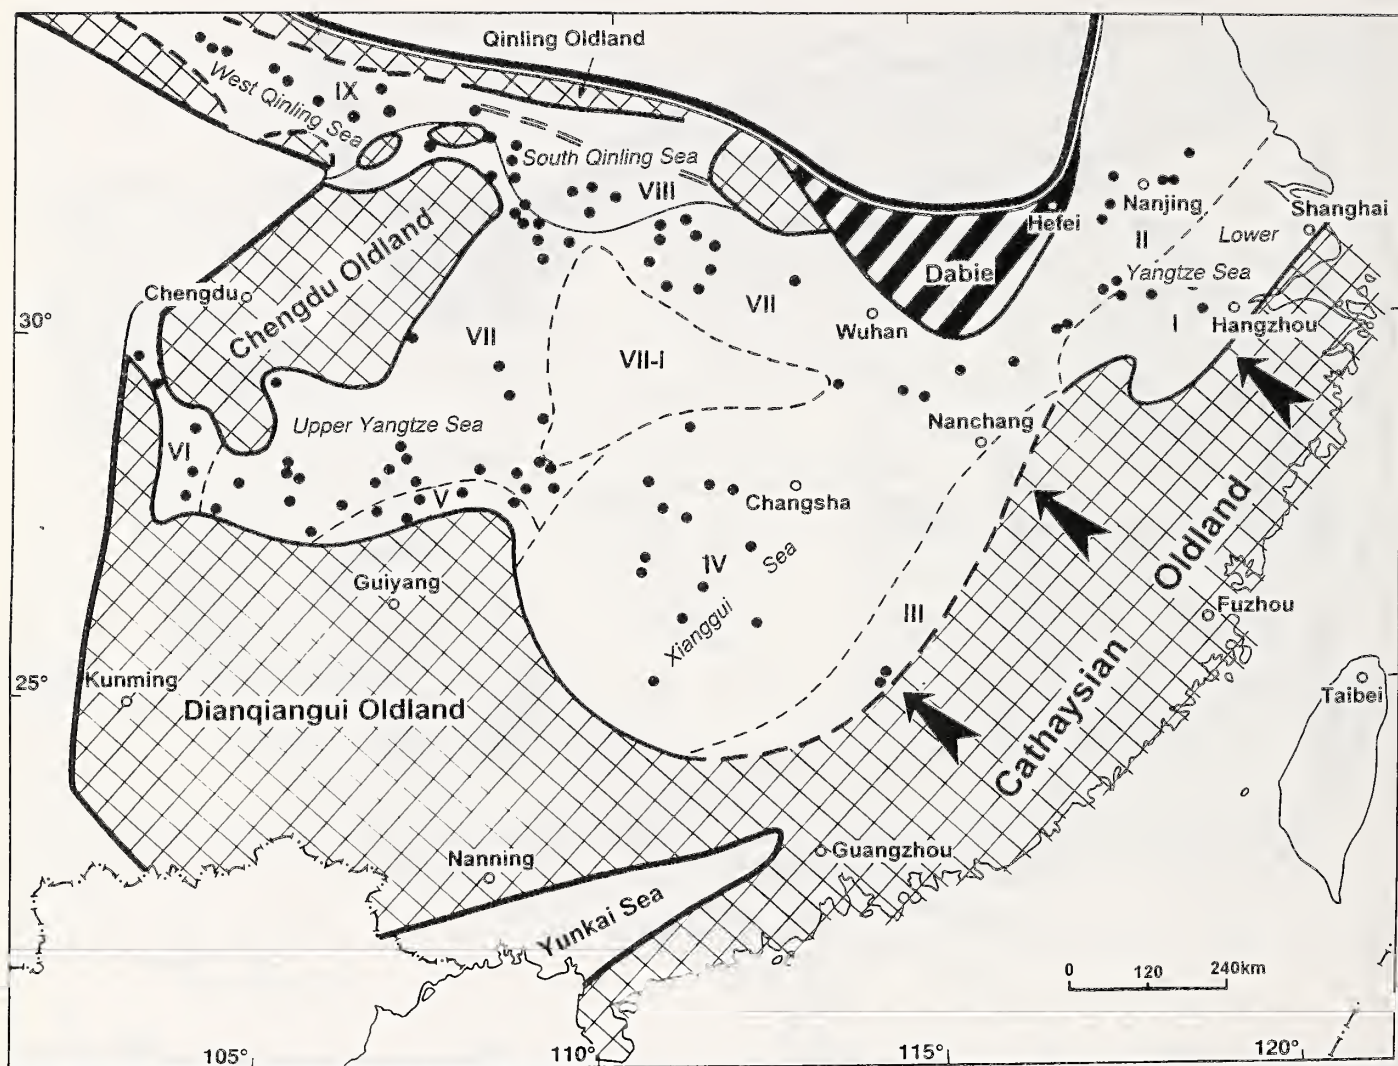 Qinling Oldland
West Qinling Sea
IX
South Qinling Sea
VIII
Nanjing
Shanghai
Hefei
II
Lower
Yangtze Sea
Dabie
Chengdu
Chengdu Oldland
VII
Wuhan
I
Hangzhou
30°
VII
VII-i
Upper Yangtze Sea
Nanchang
VI
V
Changsha
IV
Sea
Xianggui
Oldland
Guiyang
Fuzhou
III
25°
Kunming
Dianqiangui Oldland
Cathaysian
Taibei
Nanning
Guangzhou
Yunkai Sea
0 120 240km
105° 110° 115° 120°